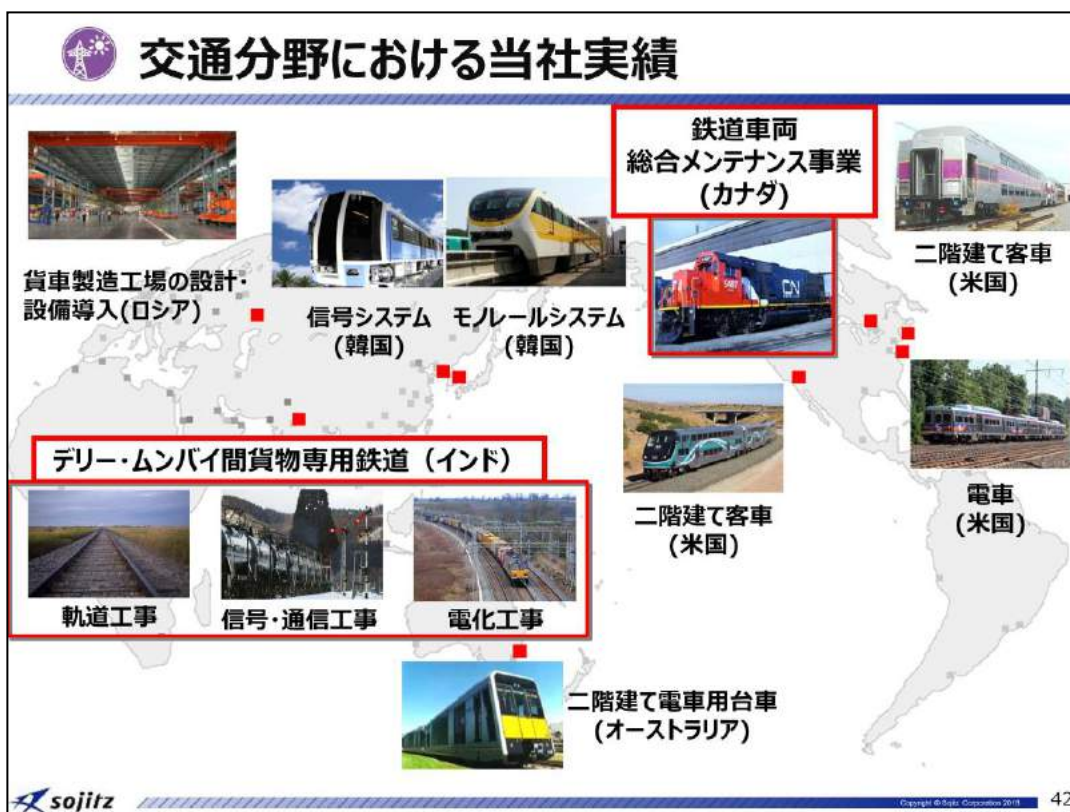 交通分野における当社実績
鉄道車両
総合メンテナンス事業
(カナダ)
二階建て客車
(米国)
貨車製造工場の設計・
設備導入(ロシア)
信号システム
(韓国)
モノレールシステム
(韓国)
CN
デリー・ムンバイ間貨物専用鉄道（インド）
二階建て客車
(米国)
電車
(米国)
軌道工事
信号・通信工事
電化工事
二階建て電車用台車
(オーストラリア)
sojitz
42